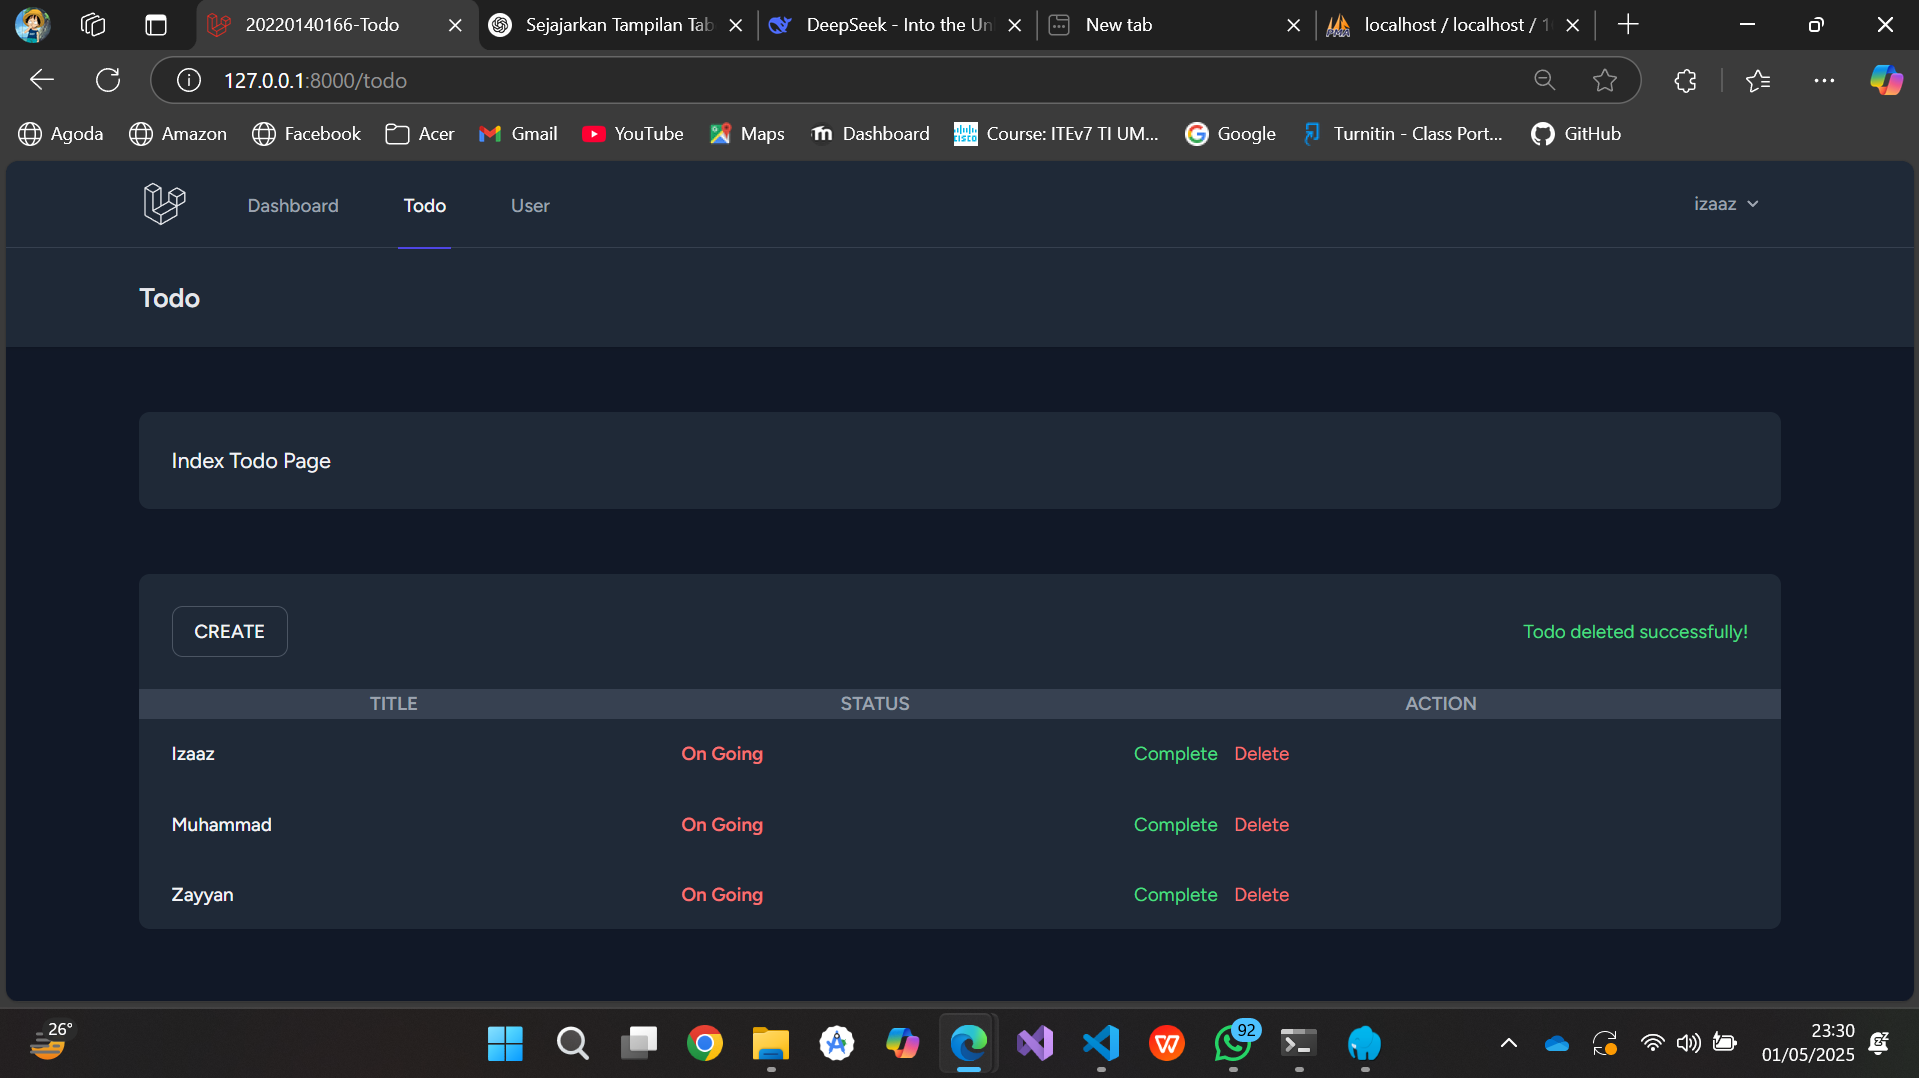 20220140166-Todo
Sejajarkan Tampilan Tab
DeepSeek - Into the Un
New tab
localhost / localhost / 1
127.0.0.1:8000/todo
Agoda
Amazon
Facebook
Acer
Gmail
YouTube
Maps
Dashboard
Course: ITEv7 TI UM...
Google
Turnitin - Class Port...
GitHub
Dashboard
Todo
User
izaaz
Todo
Index Todo Page
CREATE
Todo deleted successfully!
TITLE STATUS ACTION
Izaaz On Going Complete Delete
Muhammad On Going Complete Delete
Zayyan On Going Complete Delete
26°
92
23:30
01/05/2025